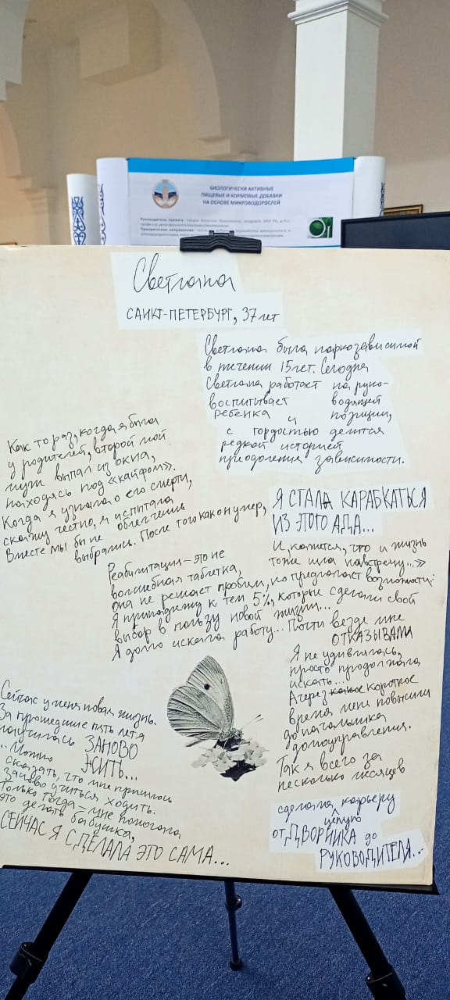 БИОЛОГИЧЕСКИ АКТИВНЫЕ
ПИЩЕВЫЕ И КОРМОВЫЕ ДОБАВКИ
НА ОСНОВЕ МИКРОВОДОРОСЛЕЙ
Светлана
САНКТ-ПЕТЕРБУРГ, 37 лет
Светлана была наркозависимой
в течении 15 лет. Сегодня
Светлана работает на руко-
водящей
воспитывает
ребенка и позиции,
с гордостью делится
редкой историей
преодоления зависимости.
Как то раз, когда я была
у родителей, второй мой
муж выпал из окна,
находясь под «кайфом».
Когда я узнала о его смерти,
скажу честно, я испытала
облегчение
Вместе мы бы не
выбрались. После того как он умер,
Я СТАЛА КАРАБКАТЬСЯ
ИЗ ЭТОГО АДА...
И, кажется, что и жизнь
тоже шла навстречу...»
Реабилитация – это не
волшебная таблетка,
она не решает проблем, но предлагает возможности:
Я принадлежу к тем 5%, которые сделали свой
выбор в пользу новой жизни...
Я долго искала работу... Почти везде мне
ОТКАЗЫВАЛИ
Я не удивлялась,
просто продолжала
искать...
А через короткое
время меня повысили
до начальника
домоуправления.
Так я всего за
несколько месяцев
сделала карьеру
целую
от ДВОРНИКА до
РУКОВОДИТЕЛЯ...
Сейчас у меня новая жизнь.
За прошедшие пять лет я
научилась ЗАНОВО
ЖИТЬ...
... Можно
сказать, что мне пришлось
заново учиться ходить.
Только тогда – мне помогала
это делать бабушка,
СЕЙЧАС Я СДЕЛАЛА ЭТО САМА...